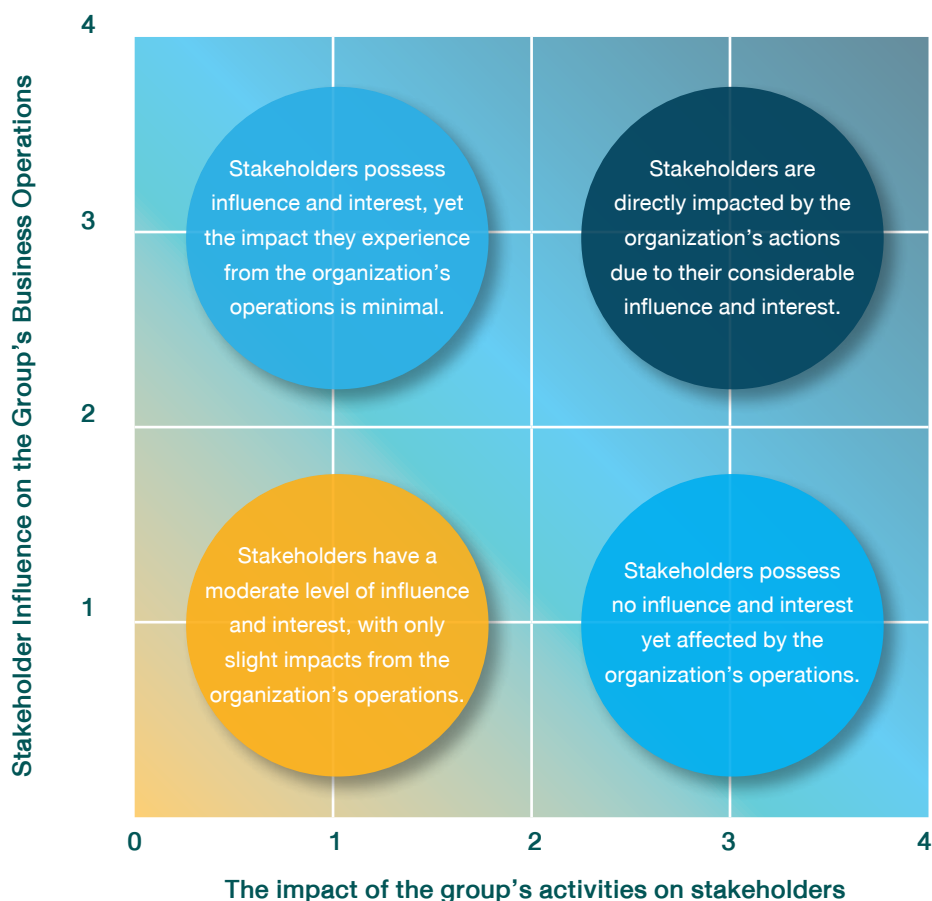 4
Stakeholder Influence on the Group's Business Operations
Stakeholders possess
influence and interest, yet
the impact they experience
from the organization's
operations is minimal.
Stakeholders are
directly impacted by the
organization's actions
due to their considerable
influence and interest.
3
2
Stakeholders have a
moderate level of influence
and interest, with only
slight impacts from the
organization's operations.
Stakeholders possess
no influence and interest
yet affected by the
organization's operations.
1
0 1 2 3 4
The impact of the group's activities on stakeholders